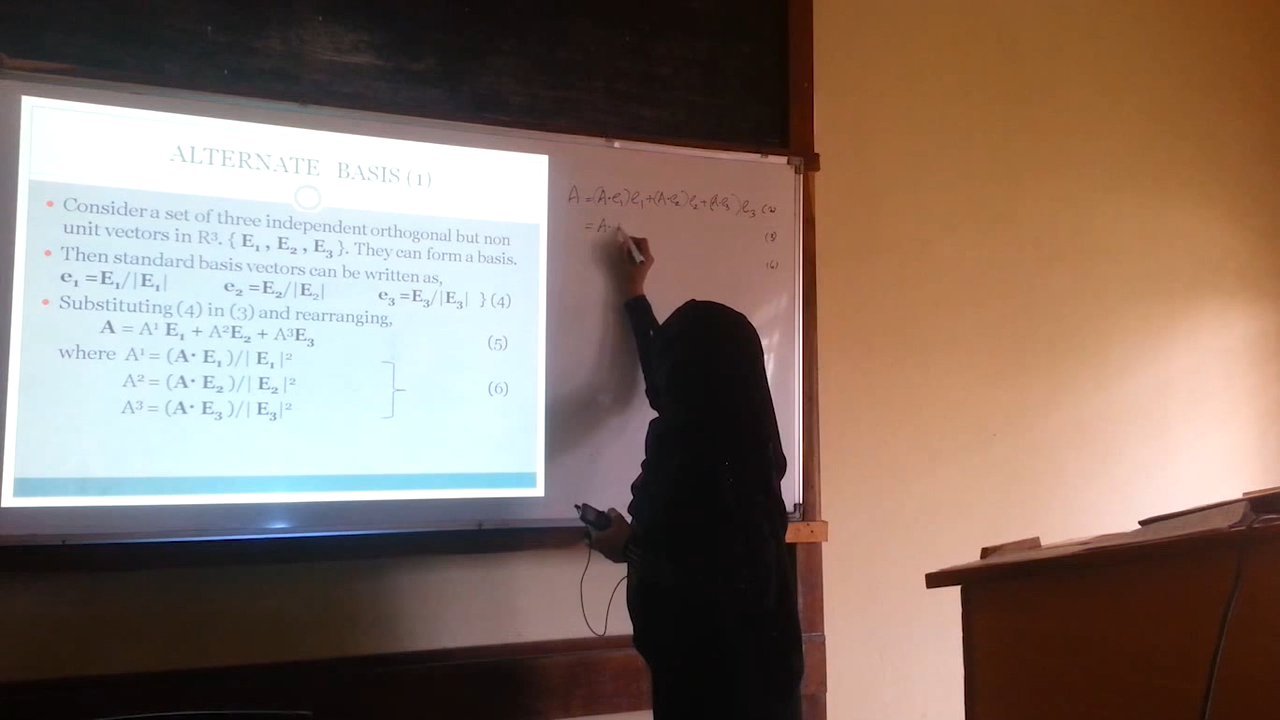 ALTERNATE BASIS (1)
• Consider a set of three independent orthogonal but non
unit vectors in R³. { E₁ , E₂ , E₃ }. They can form a basis.
• Then standard basis vectors can be written as,
e₁ =E₁/|E₁| e₂ =E₂/|E₂| e₃ =E₃/|E₃| } (4)
• Substituting (4) in (3) and rearranging,
A = A¹ E₁ + A²E₂ + A³E₃ (5)
where A¹ = (A· E₁ )/| E₁ |²
A² = (A· E₂ )/| E₂ |² (6)
A³ = (A· E₃ )/| E₃ |²
A = (A·e₁)e₁+(A·e₂)e₂+(A·e₃)e₃
= A·
(3)